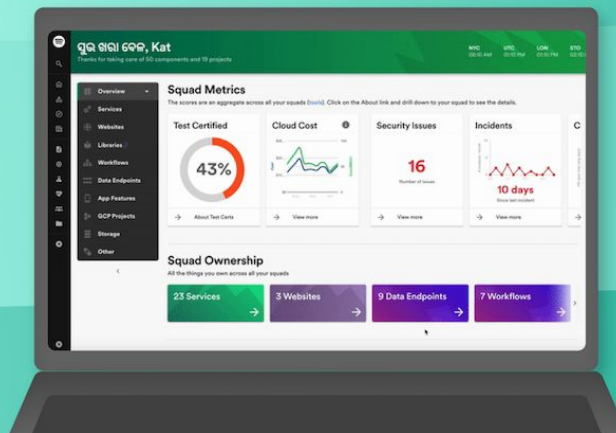 ସୁଭ ଖରା ବେଳ, Kat
Thanks for taking care of 50 components and 19 projects
NYC
UTC
LON
STO
Overview
Services
Websites
Libraries
Workflows
Data Endpoints
App Features
GCP Projects
Storage
Other
Squad Metrics
The scores are an aggregate across all your squads (tools). Click on the About link and drill down to your squad to see the details.
Test Certified
43%
About Test Certs
Cloud Cost
View more
Security Issues
16
Number of issues
View more
Incidents
10 days
Since last incident
View more
C
Squad Ownership
All the things you own across all your squads
23 Services
3 Websites
9 Data Endpoints
7 Workflows